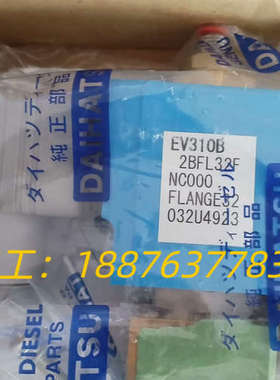 ダイハツディーゼル
純正部品
DAIHATSU
EV310B
2BFL32F
NC000
FLANGE32
032U4923
工：18876377783
DIESEL
PARTS